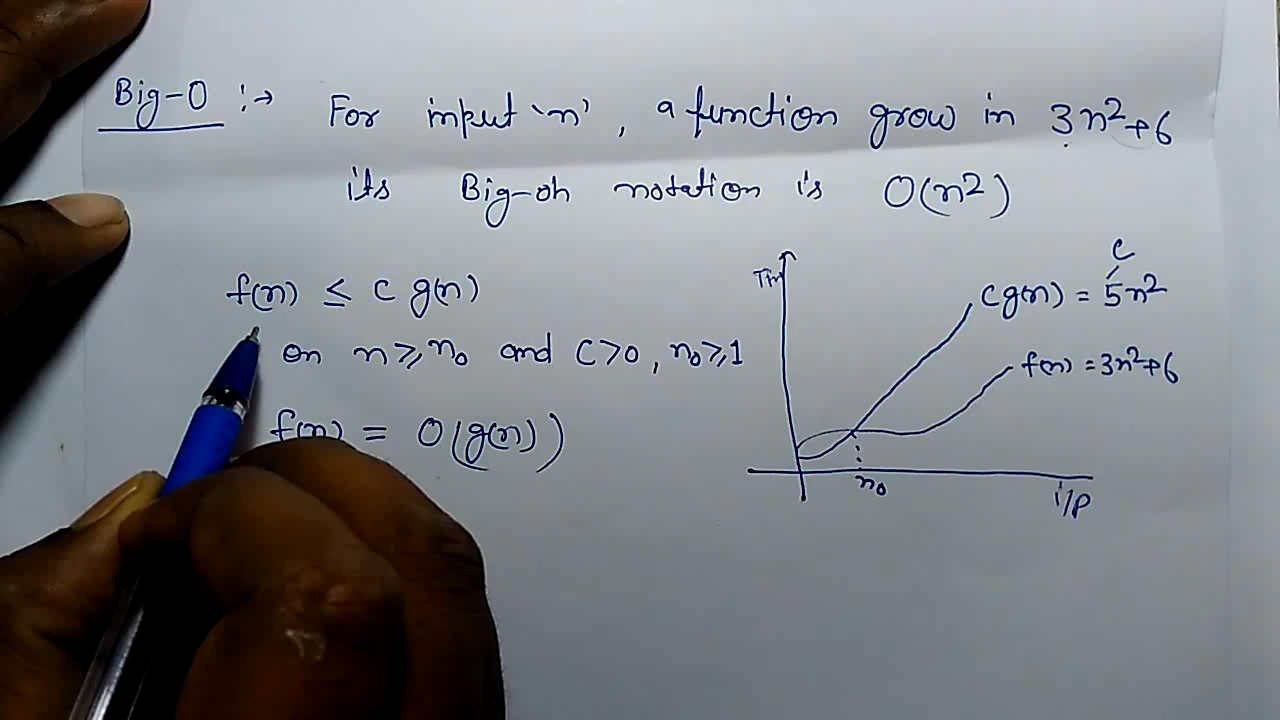 Big-O :→ For input 'n', a function grow in 3n²+6
its Big-oh notation is O(n²)
f(n) ≤ c g(n)
on n ≥ n₀ and C>0, n₀ ≥ 1
f(n) = O(g(n))
C
Cg(n) = 5n²
f(n) = 3n²+6
n₀
i/p